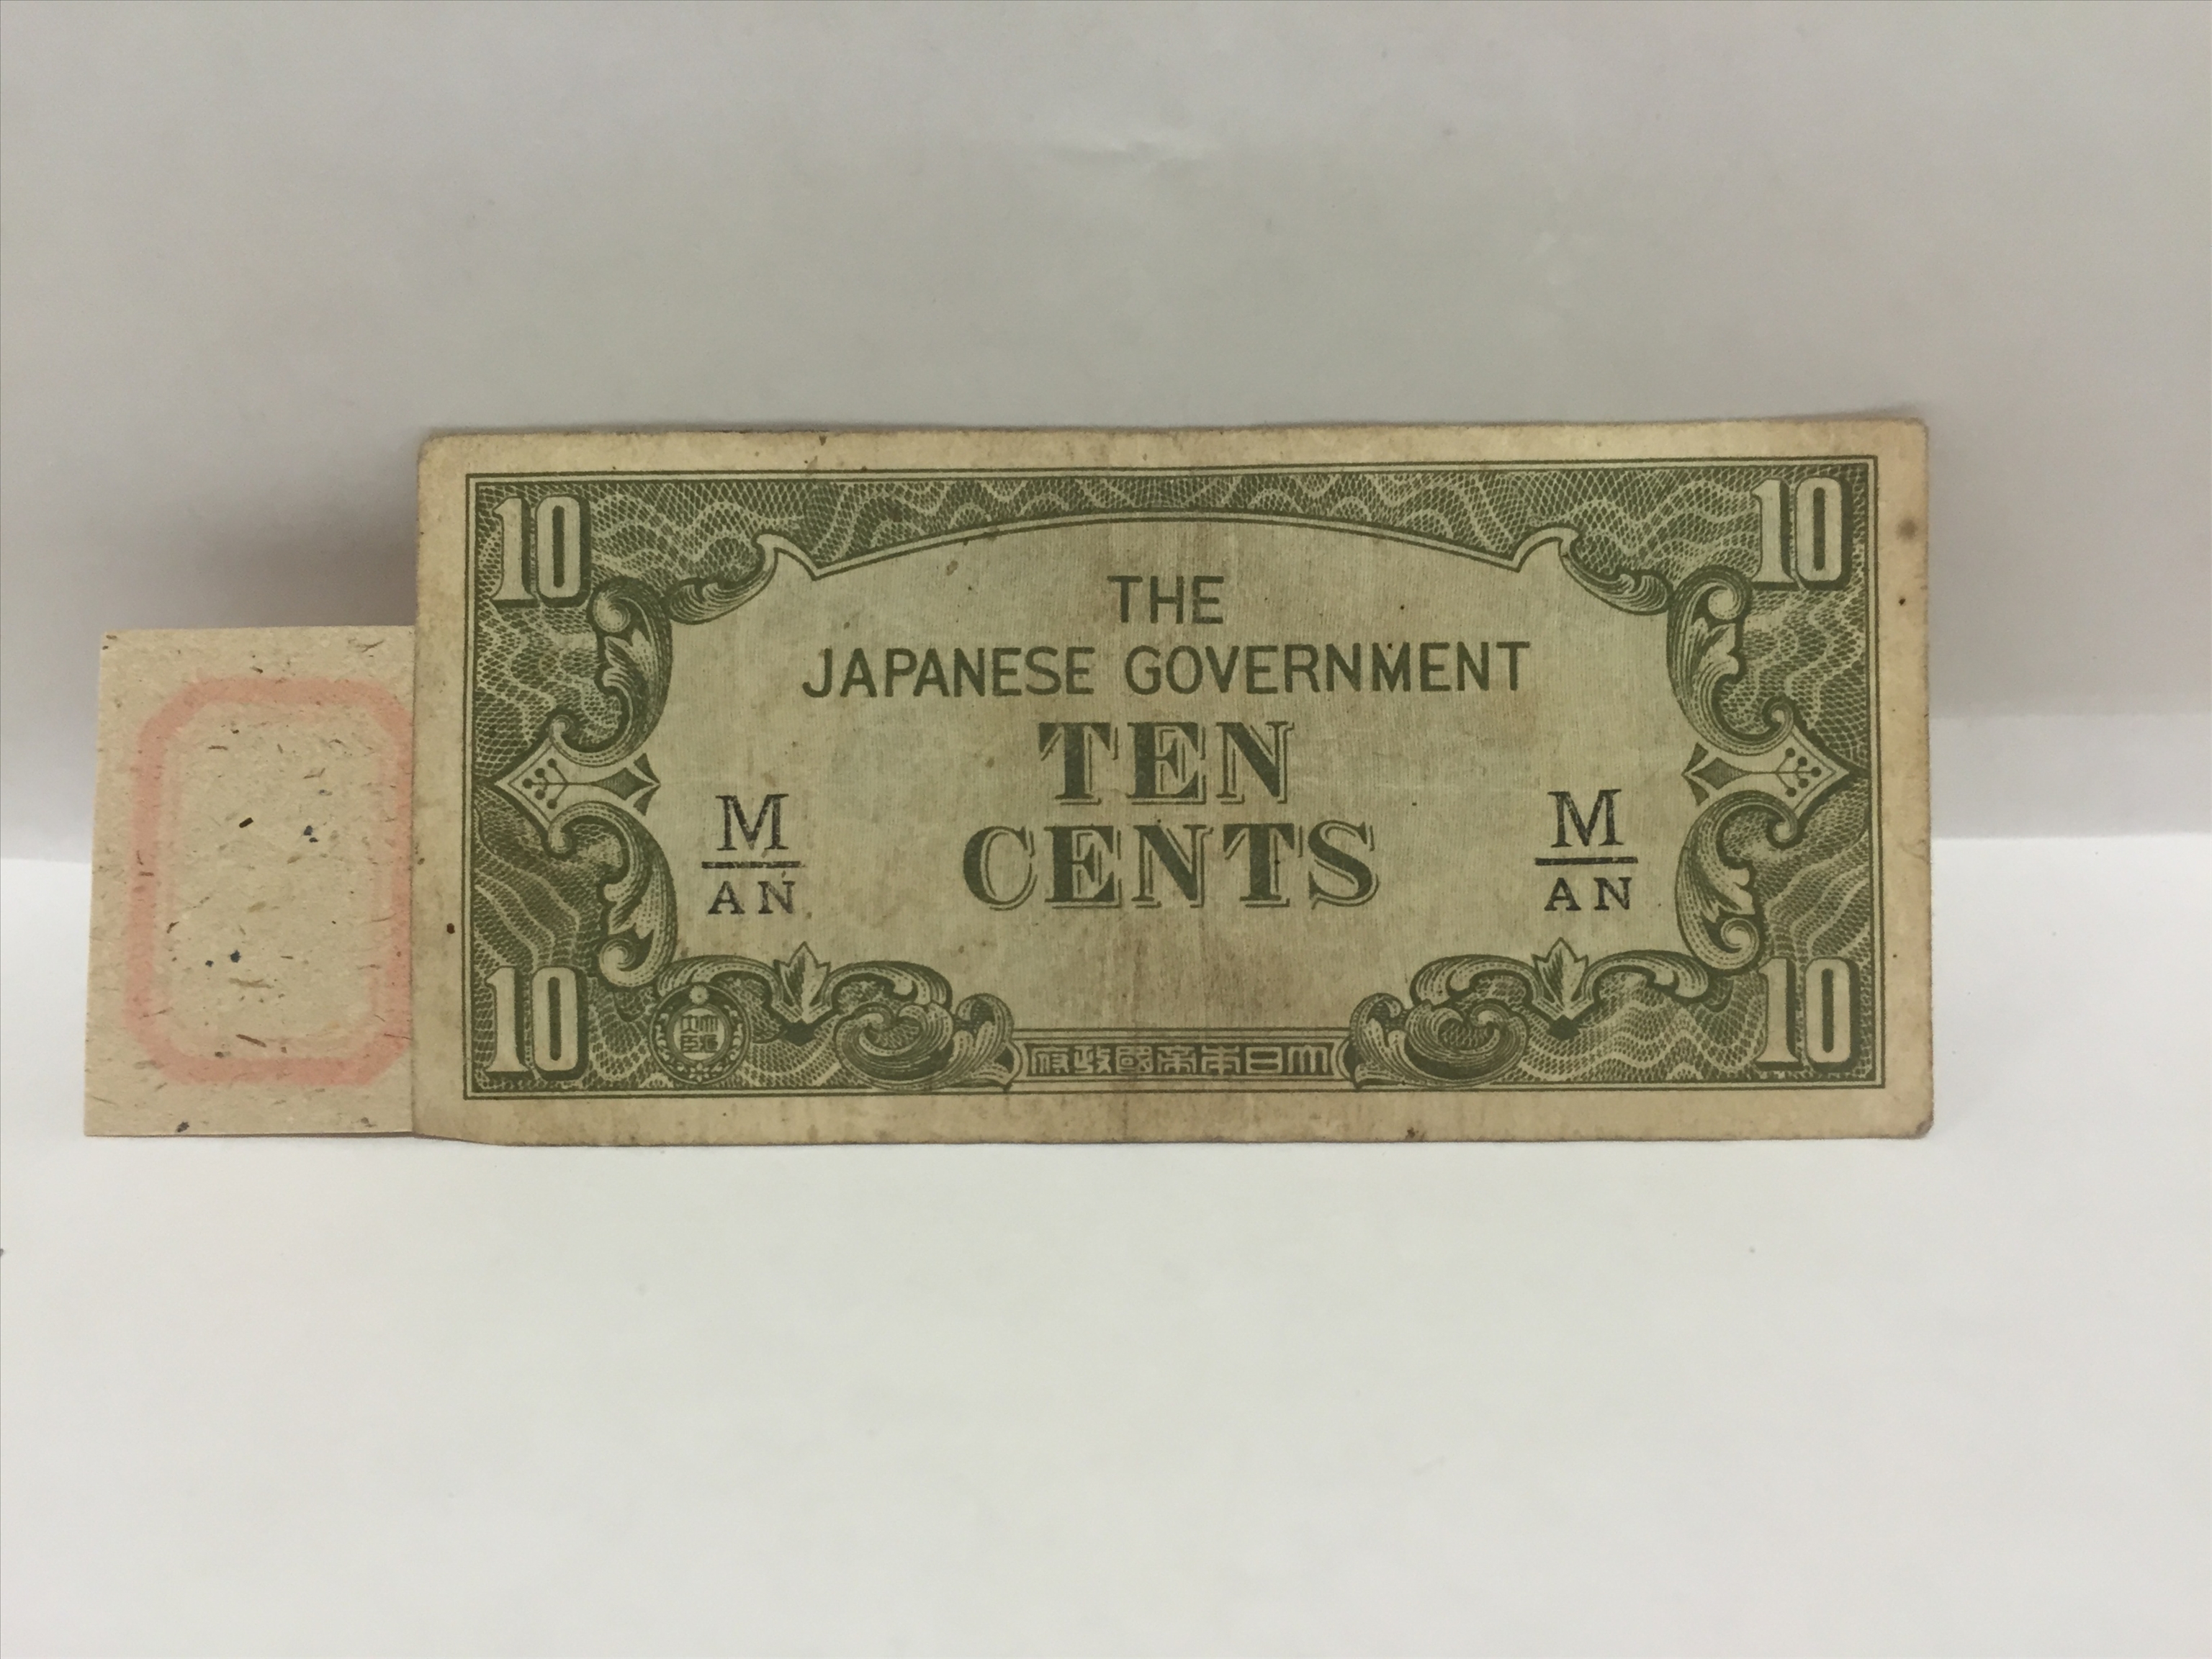 10 10
THE
JAPANESE GOVERNMENT
TEN
CENTS
M M
AN AN
10 10
府政國帝本日大